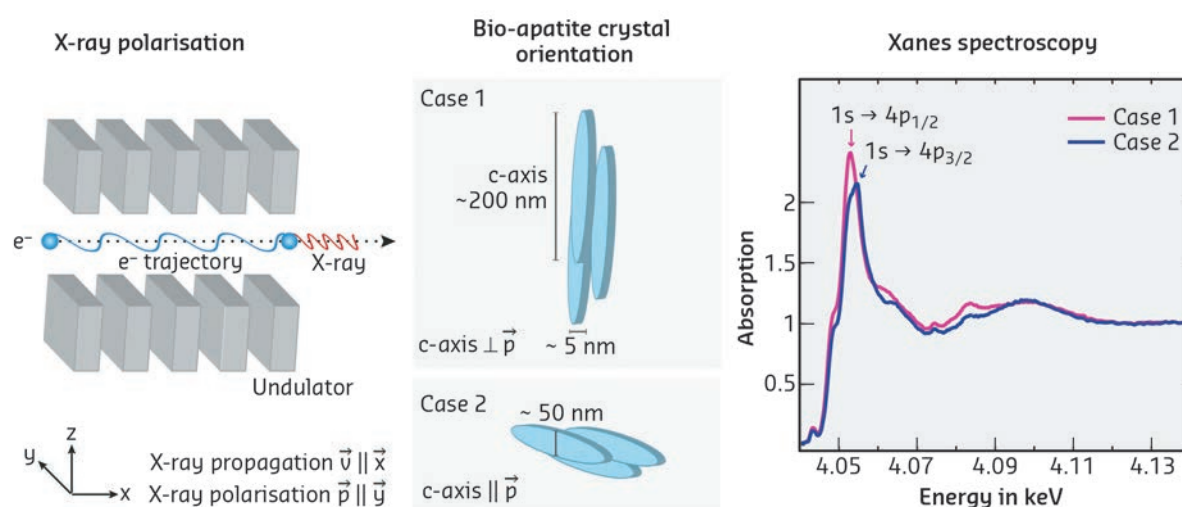 X-ray polarisation
e⁻
e⁻ trajectory
X-ray
Undulator
z
y
x
X-ray propagation v⃗ || x⃗
X-ray polarisation p⃗ || y⃗
Bio-apatite crystal
orientation
Case 1
c-axis
~200 nm
c-axis ⊥ p⃗
~ 5 nm
Case 2
~ 50 nm
c-axis || p⃗
Xanes spectroscopy
1s → 4p1/2
1s → 4p3/2
Case 1
Case 2
2
1.5
1
0.5
Absorption
4.05 4.07 4.09 4.11 4.13
Energy in keV